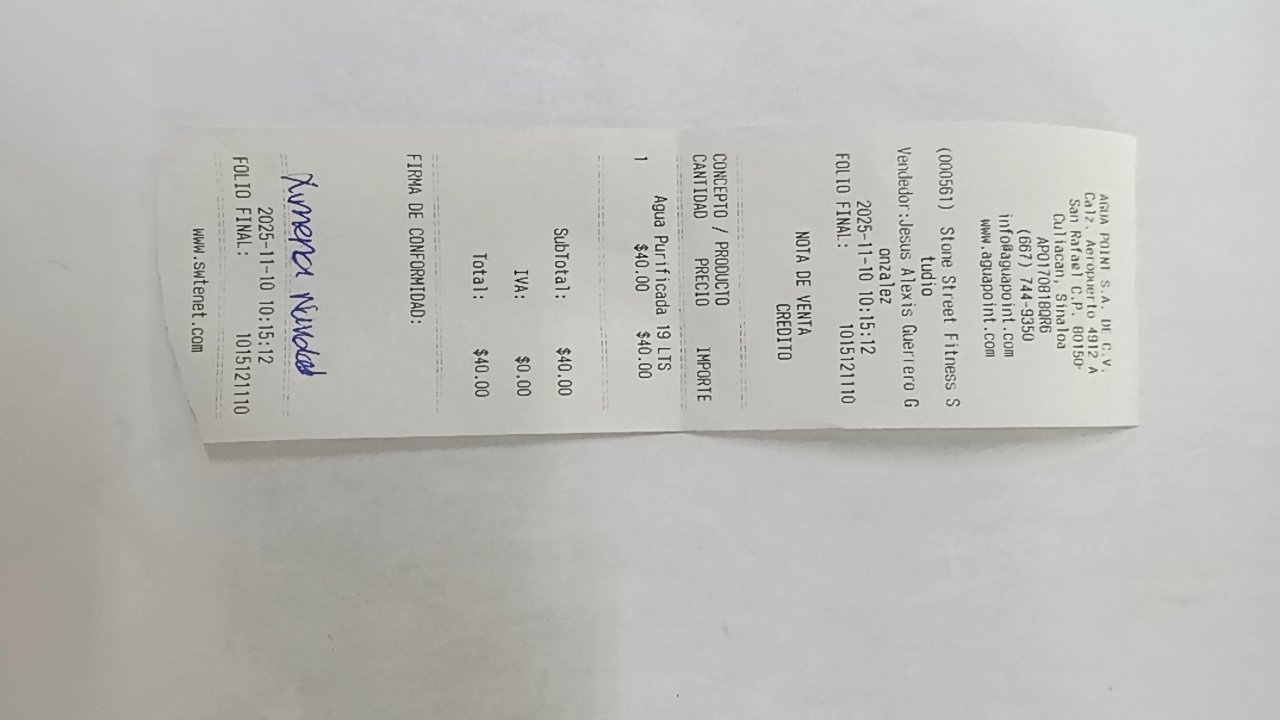 AGUA POINT S.A. DE C.V.
Calz. Aeropuerto 4912 A
San Rafael C.P. 80150
Culiacan, Sinaloa
APO170818QR6
(667) 744-9350
info@aguapoint.com
www.aguapoint.com
(000561) Stone Street Fitness S
tudio
Vendedor:Jesus Alexis Guerrero G
onzalez
2025-11-10 10:15:12
FOLIO FINAL: 1015121110
NOTA DE VENTA
CREDITO
CONCEPTO / PRODUCTO
CANTIDAD PRECIO IMPORTE
Agua Purificada 19 LTS
1 $40.00 $40.00
SubTotal: $40.00
IVA: $0.00
Total: $40.00
FIRMA DE CONFORMIDAD:
Ximena
2025-11-10 10:15:12
FOLIO FINAL: 1015121110
www.swtenet.com